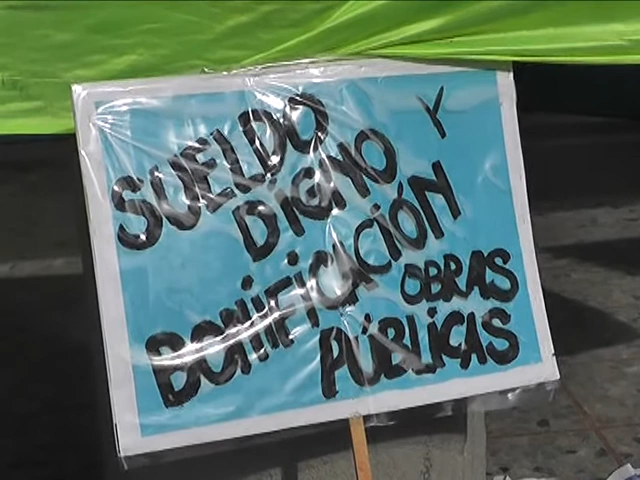 SUELDO
DIGNO Y
BONIFICACIÓN
OBRAS
PÚBLICAS